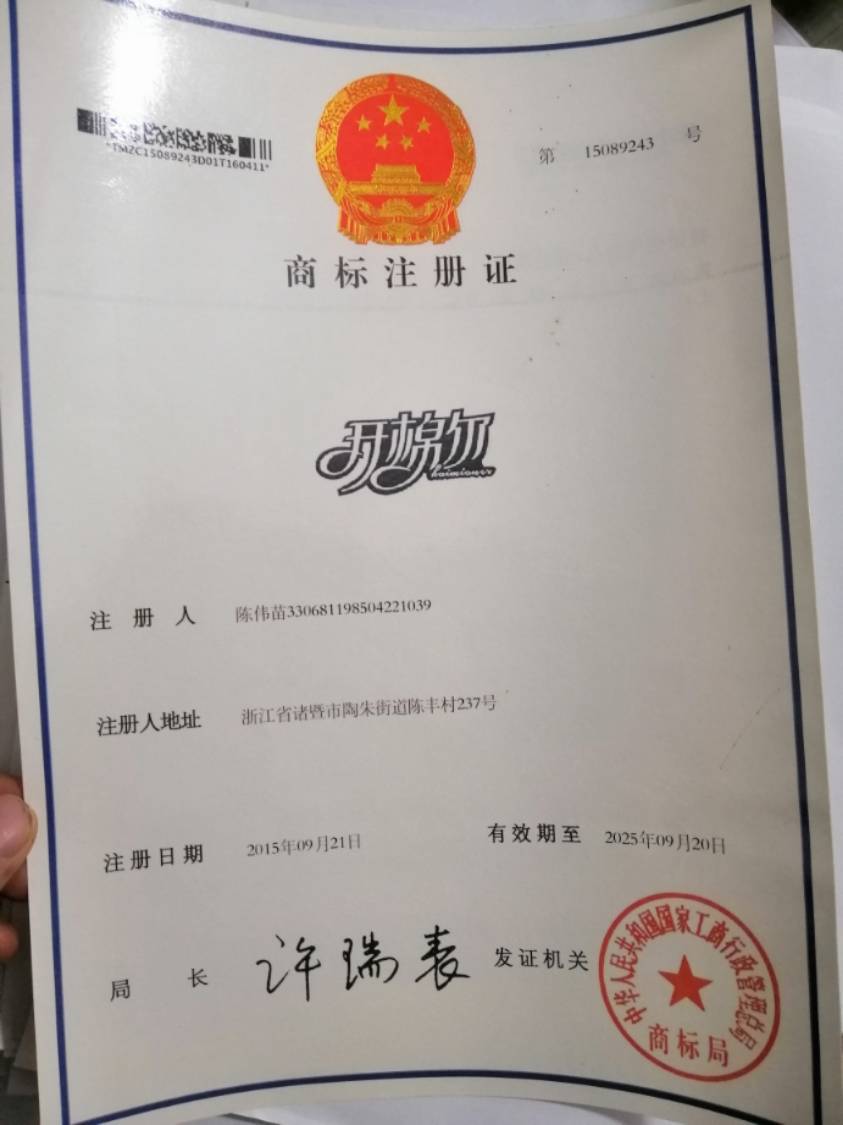 *TMZC15089243D01T160411*
第 15089243 号
商标注册证
开棉尔
kaimianer
注册人 陈伟苗330681198504221039
注册人地址 浙江省诸暨市陶朱街道陈丰村237号
注册日期 2015年09月21日 有效期至 2025年09月20日
局长 许瑞表 发证机关
中华人民共和国国家工商行政管理总局
商标局